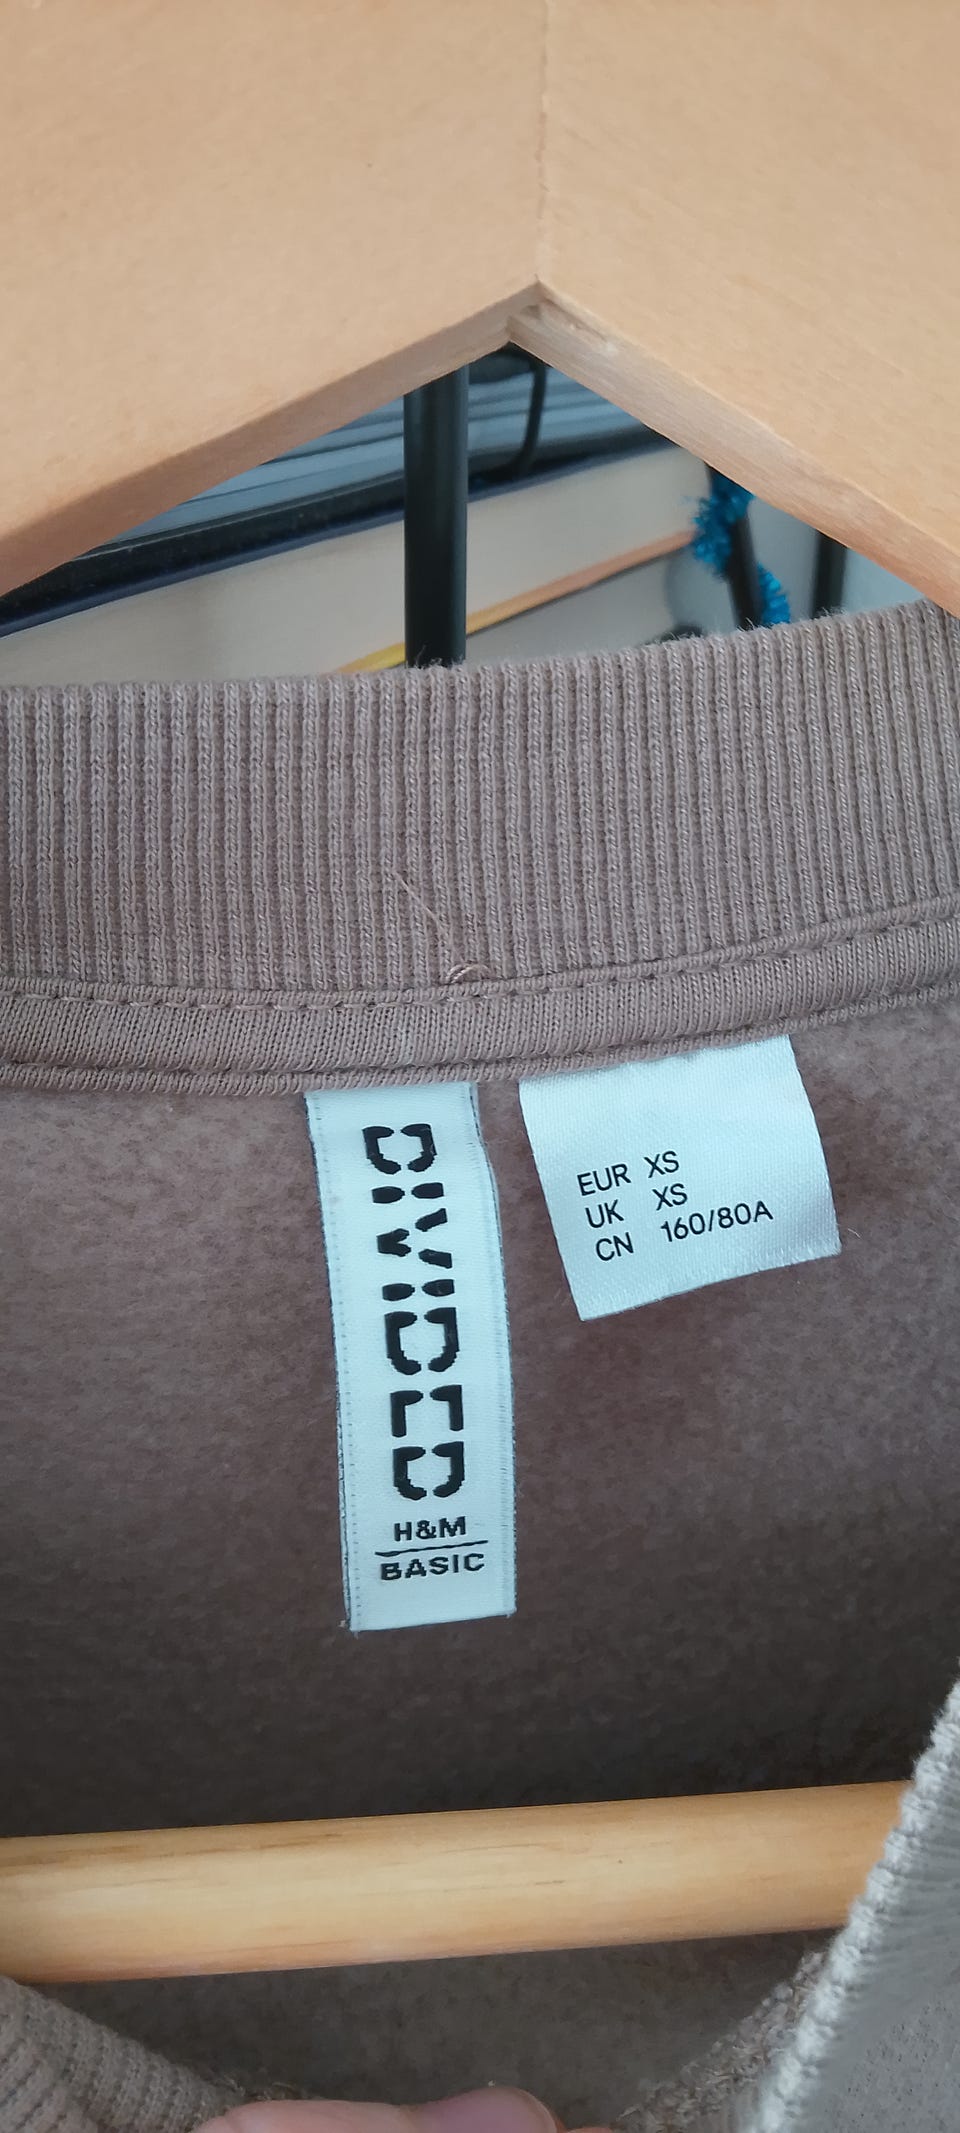 DIVIDED
H&M
BASIC
EUR XS
UK XS
CN 160/80A